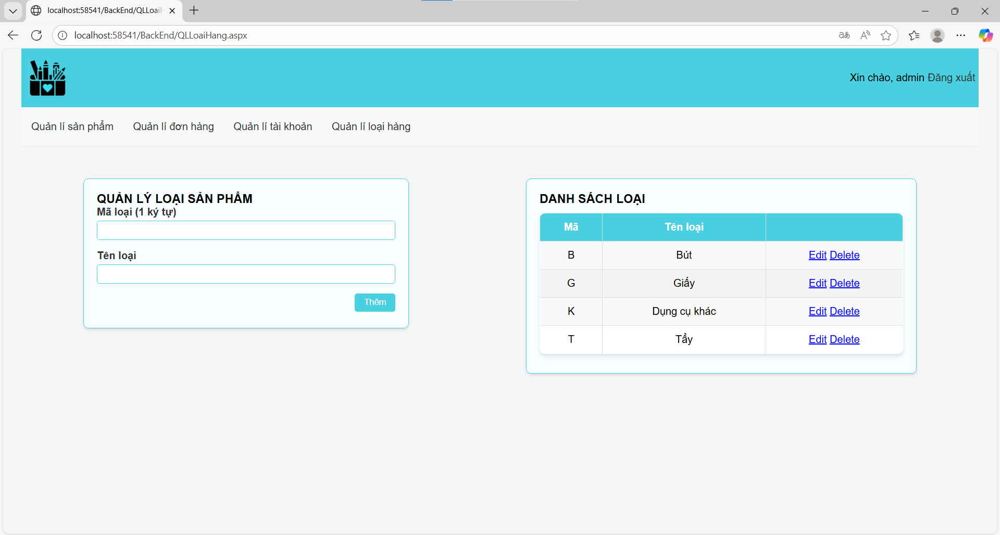 localhost:58541/BackEnd/QLLoaiH
localhost:58541/BackEnd/QLLoaiHang.aspx
Xin chào, admin Đăng xuất
Quản lí sản phẩm Quản lí đơn hàng Quản lí tài khoản Quản lí loại hàng
QUẢN LÝ LOẠI SẢN PHẨM
Mã loại (1 ký tự)
Tên loại
Thêm
DANH SÁCH LOẠI
Mã Tên loại
B Bút Edit Delete
G Giấy Edit Delete
K Dụng cụ khác Edit Delete
T Tẩy Edit Delete